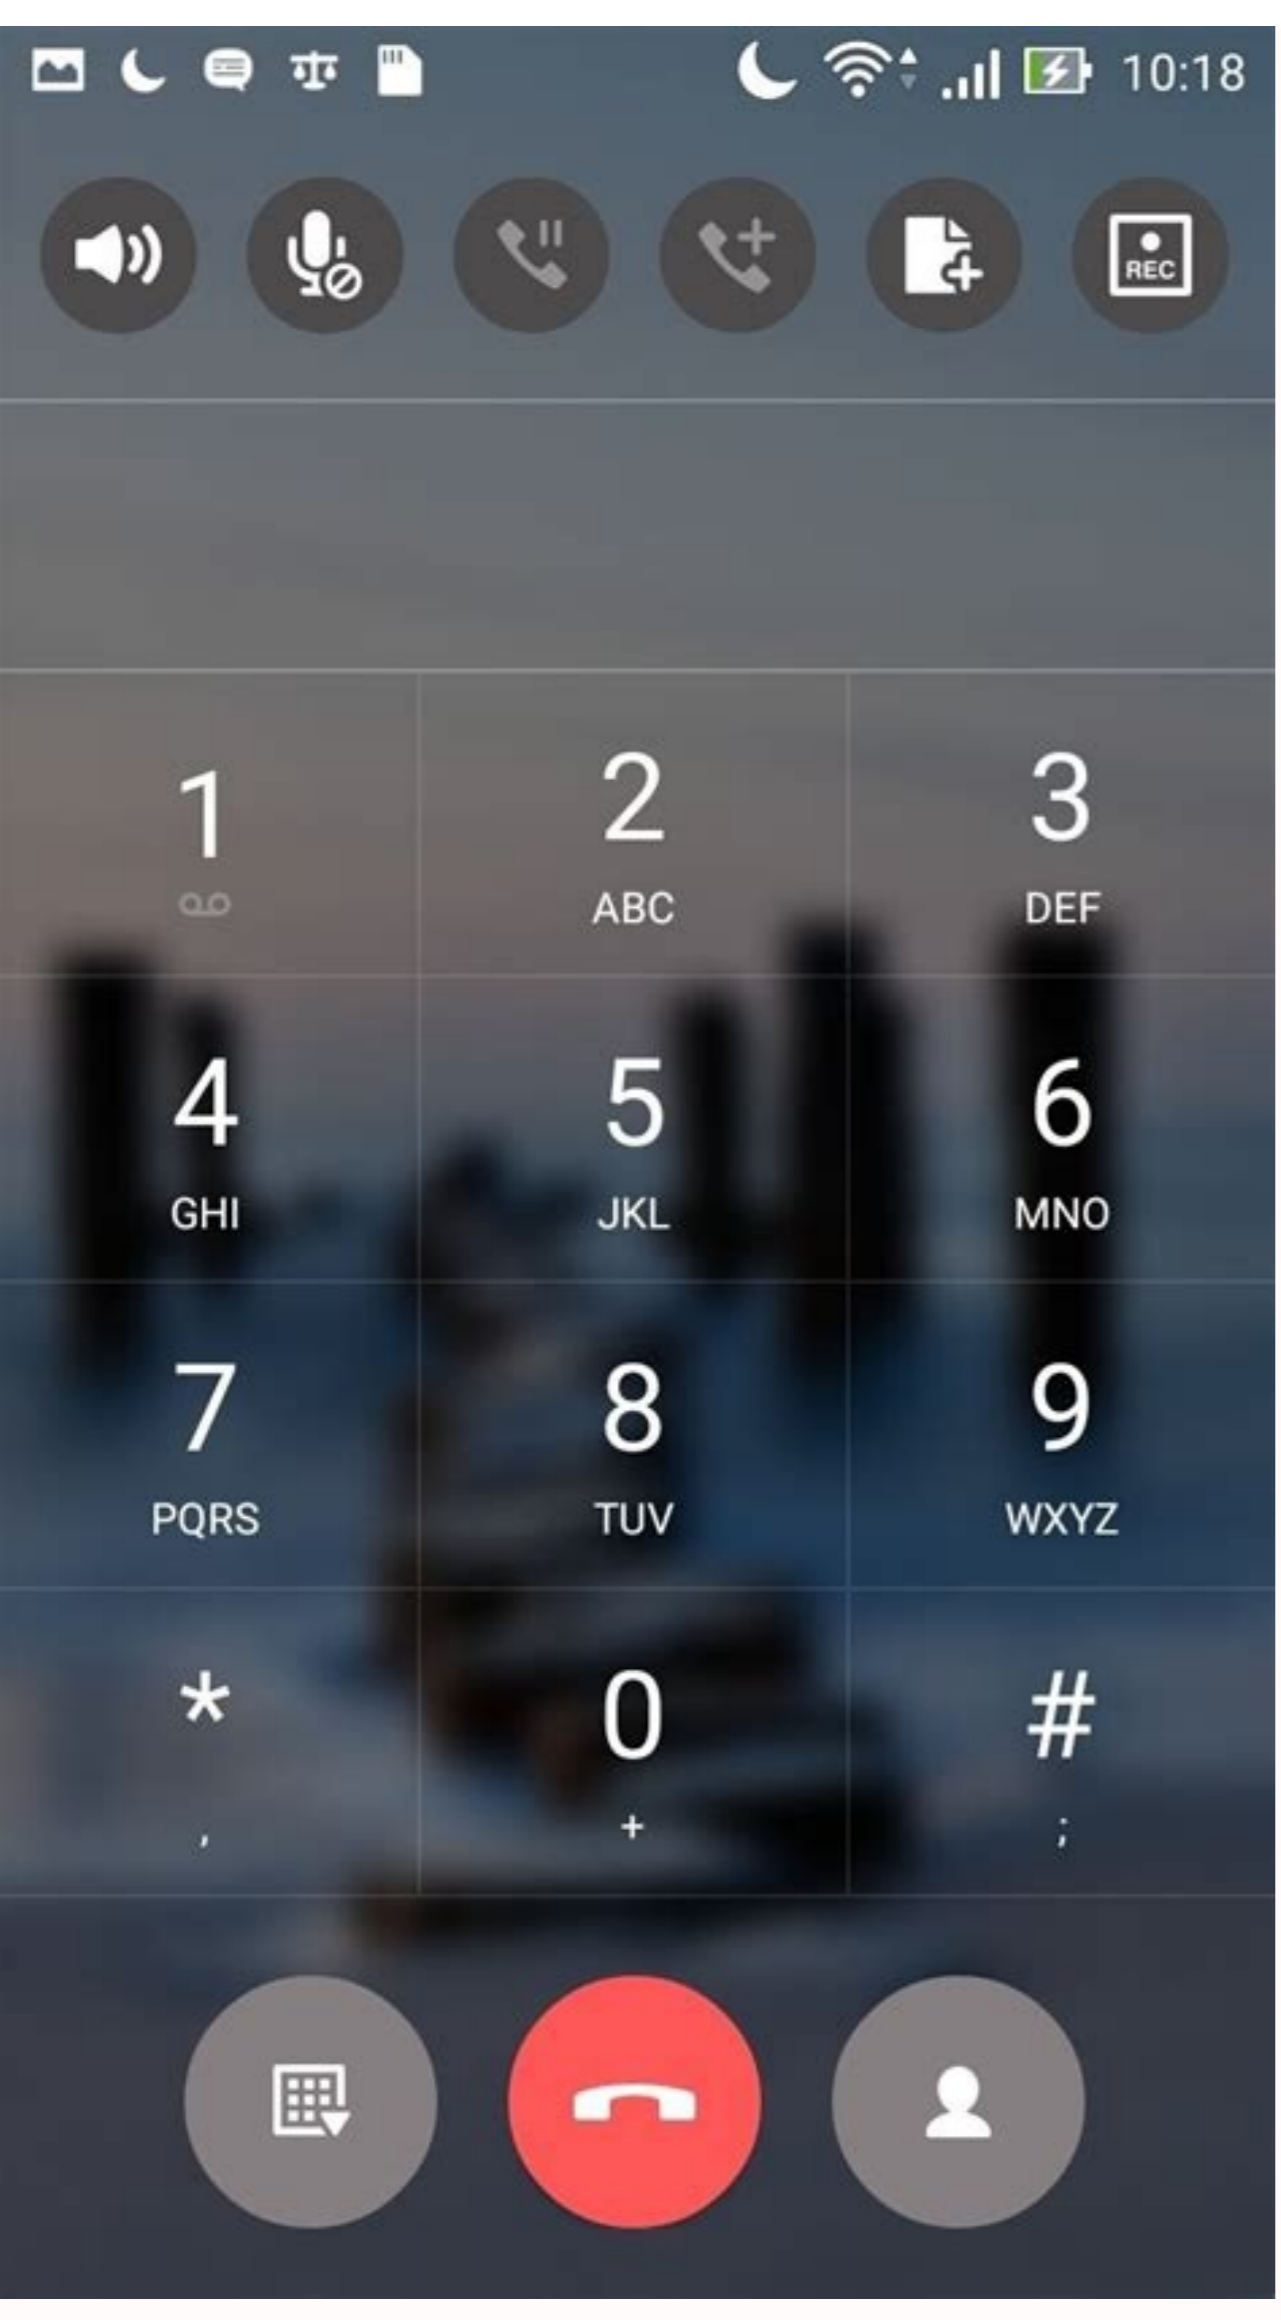 10:18
REC
1 2 3
ABC DEF
4 5 6
GHI JKL MNO
7 8 9
PQRS TUV WXYZ
* 0 #
, + ;